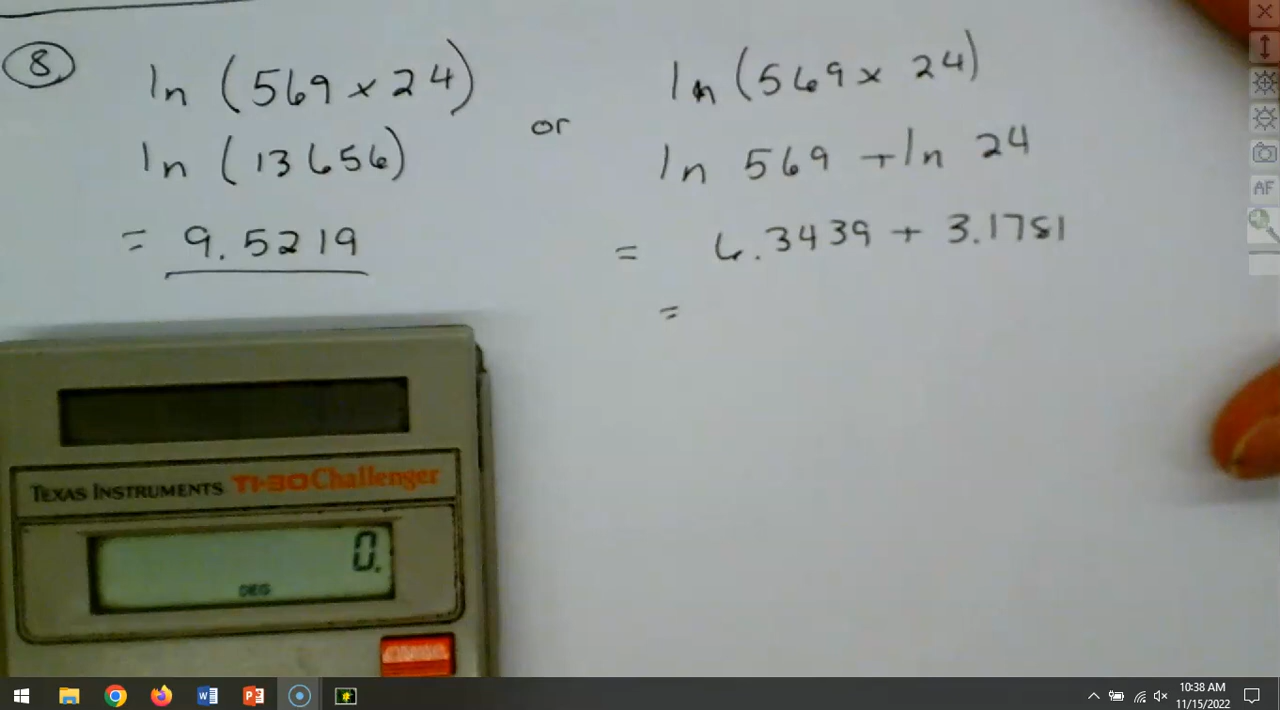 8
ln (569 × 24)
ln (13656)
= 9.5219
or
ln (569 × 24)
ln 569 + ln 24
= 6.3439 + 3.1781
=
TEXAS INSTRUMENTS TI-30 Challenger
0.
DEG
AF
10:38 AM
11/15/2022